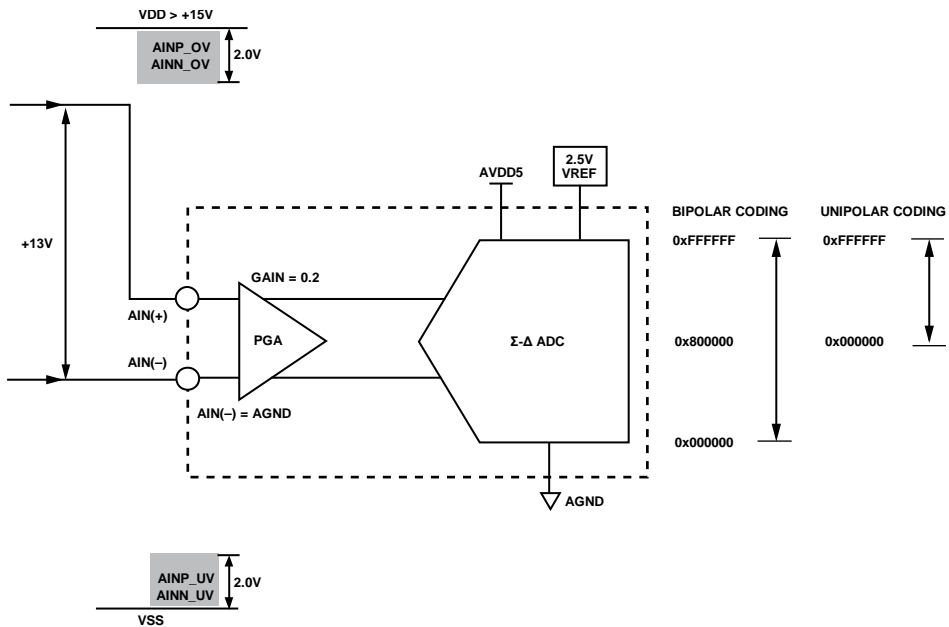 VDD > +15V
AINP_OV
AINN_OV
2.0V
2.5V
VREF
AVDD5
BIPOLAR CODING
UNIPOLAR CODING
0xFFFFFF
0xFFFFFF
+13V
GAIN = 0.2
AIN(+)
PGA
Σ-Δ ADC
0x800000
0x000000
AIN(–)
AIN(–) = AGND
0x000000
AGND
AINP_UV
AINN_UV
2.0V
VSS